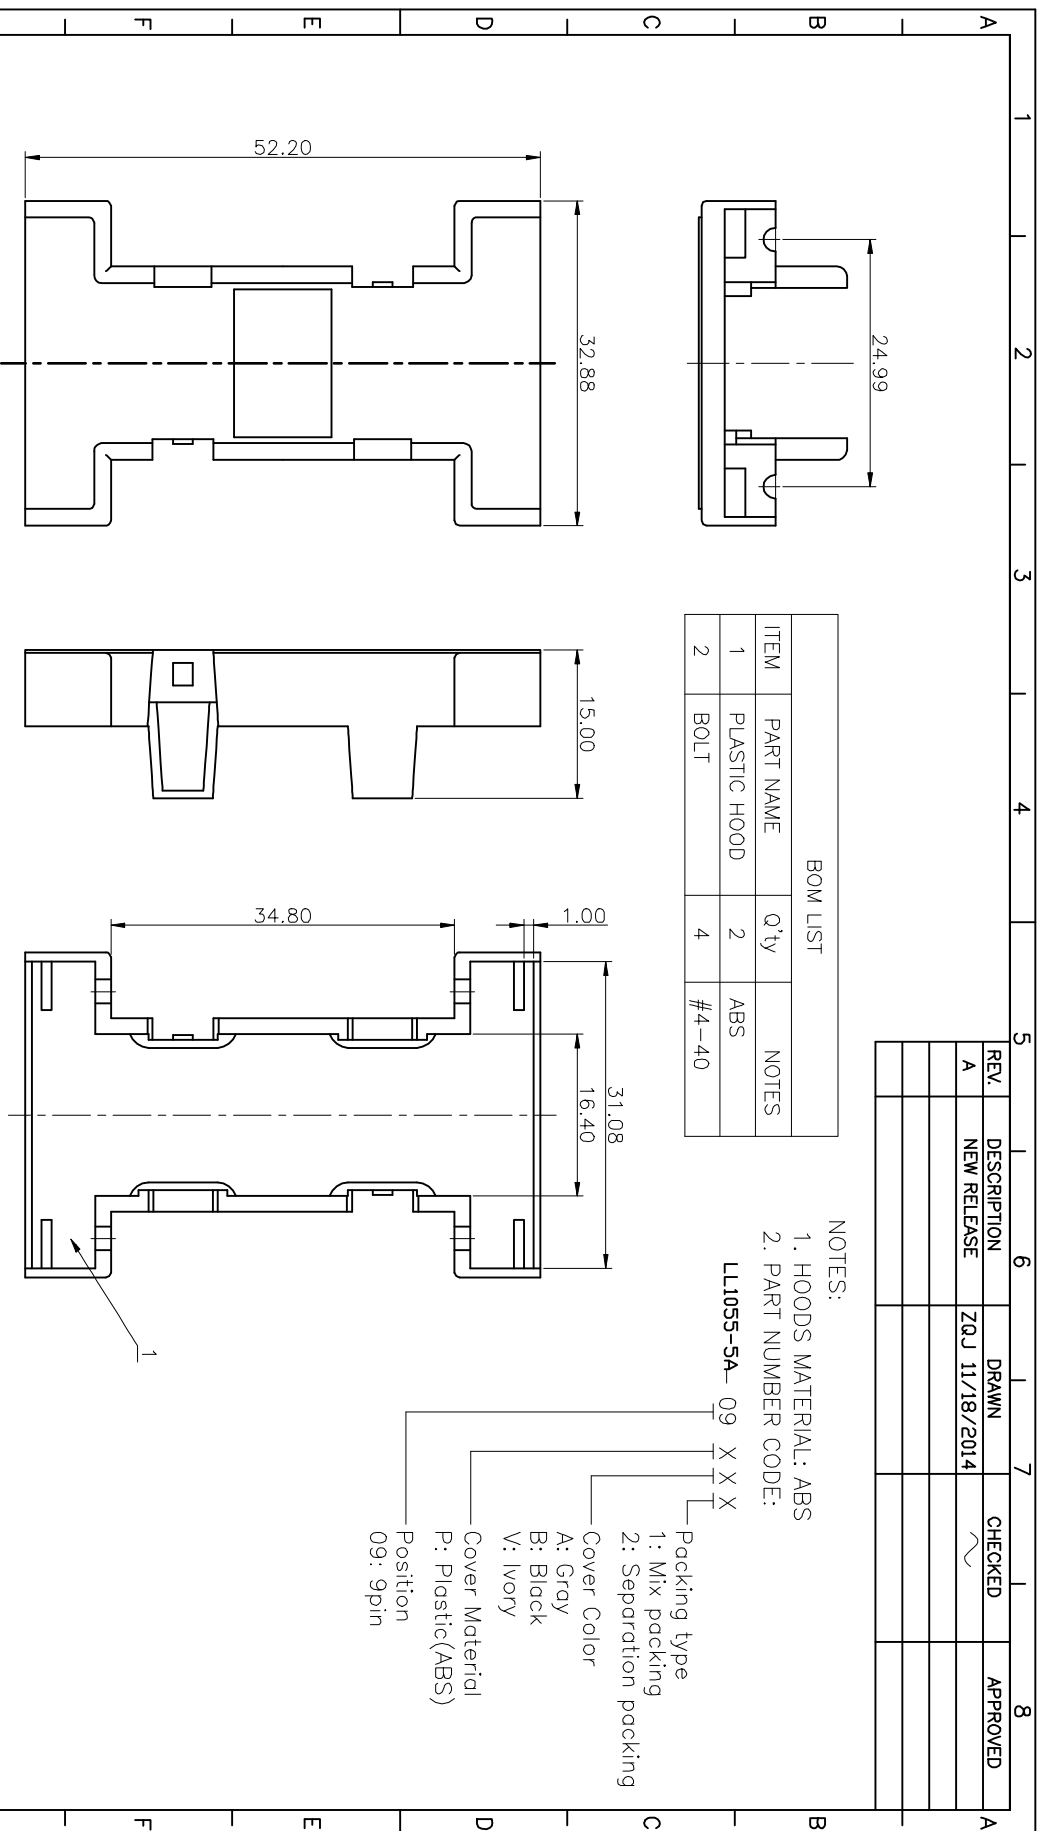 1 2 3 4 5 6 7 8
A
B
C
D
E
F
A
B
C
D
E
F
REV. DESCRIPTION DRAWN CHECKED APPROVED
A NEW RELEASE ZQJ 11/18/2014
24.99
32.88
52.20
15.00
1.00
34.80
31.08
16.40
1
BOM LIST
ITEM PART NAME Q'ty NOTES
1 PLASTIC HOOD 2 ABS
2 BOLT 4 #4-40
NOTES:
1. HOODS MATERIAL: ABS
2. PART NUMBER CODE:
LL1055-5A- 09 X X X
Packing type
1: Mix packing
2: Separation packing
Cover Color
A: Gray
B: Black
V: Ivory
Cover Material
P: Plastic(ABS)
Position
09: 9pin